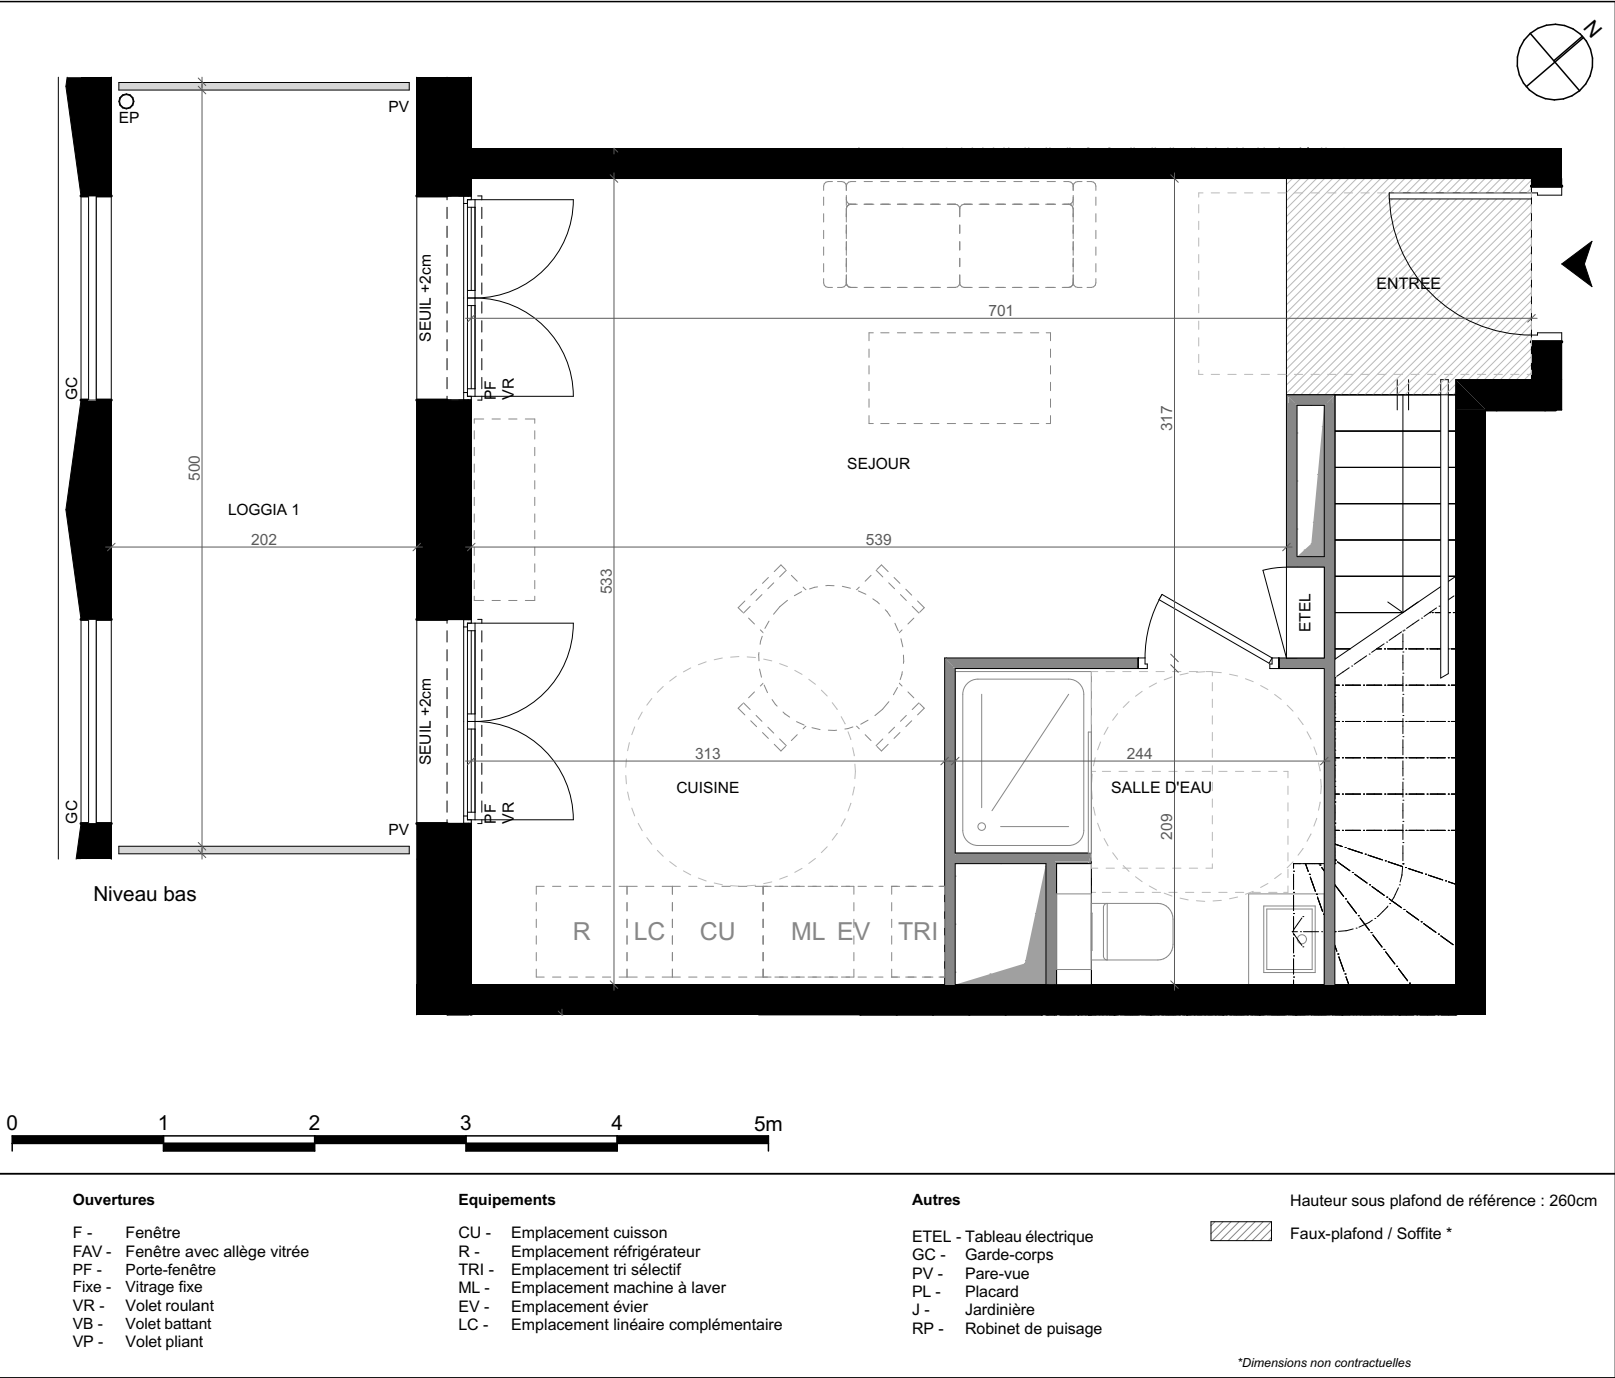 N
EP
PV
GC
SEUIL +2cm
PF
VR
ENTREE
701
317
500
SEJOUR
LOGGIA 1
202
539
533
ETEL
GC
SEUIL +2cm
PF
VR
313
244
CUISINE
SALLE D'EAU
209
PV
Niveau bas
R LC CU ML EV TRI
0 1 2 3 4 5m
Ouvertures
F - Fenêtre
FAV - Fenêtre avec allège vitrée
PF - Porte-fenêtre
Fixe - Vitrage fixe
VR - Volet roulant
VB - Volet battant
VP - Volet pliant
Equipements
CU - Emplacement cuisson
R - Emplacement réfrigérateur
TRI - Emplacement tri sélectif
ML - Emplacement machine à laver
EV - Emplacement évier
LC - Emplacement linéaire complémentaire
Autres
ETEL - Tableau électrique
GC - Garde-corps
PV - Pare-vue
PL - Placard
J - Jardinière
RP - Robinet de puisage
Hauteur sous plafond de référence : 260cm
Faux-plafond / Soffite *
*Dimensions non contractuelles